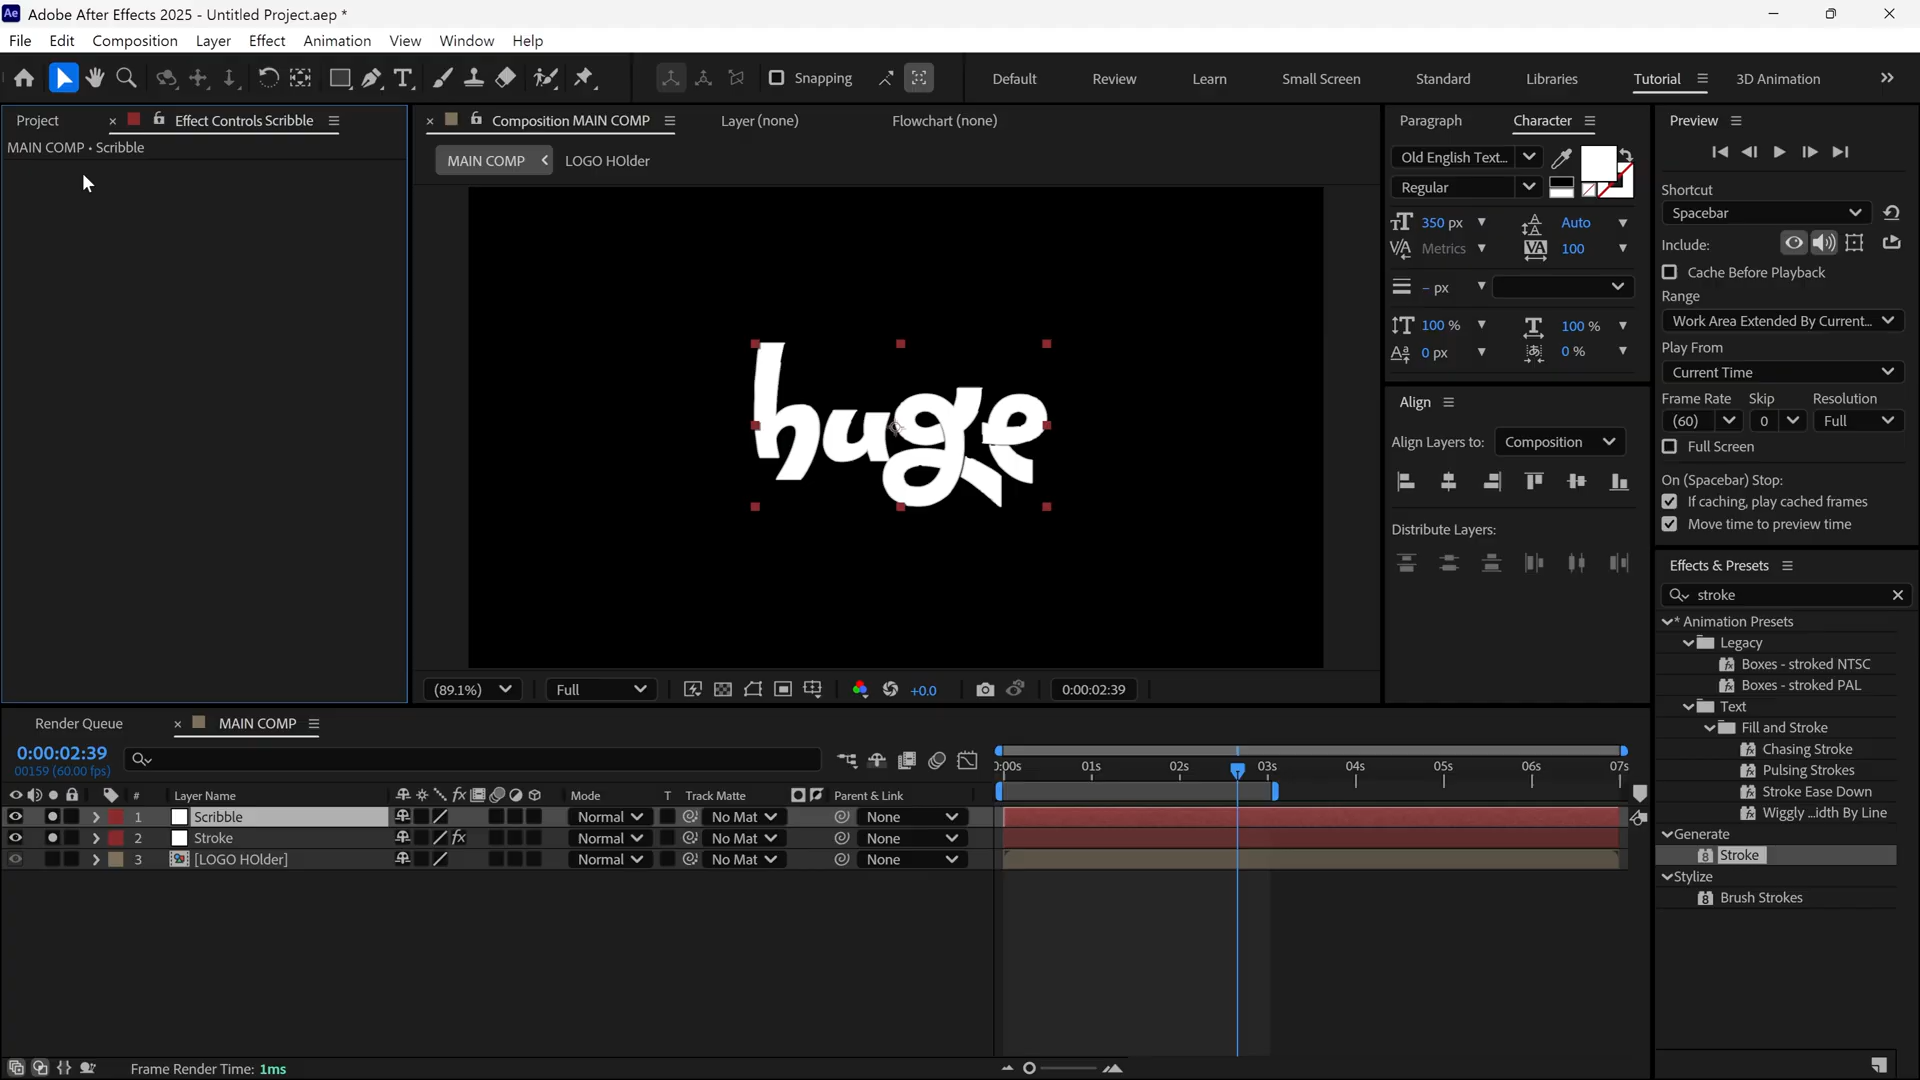 Adobe After Effects 2025 - Untitled Project.aep *
File Edit Composition Layer Effect Animation View Window Help
Snapping Default Review Learn Small Screen Standard Libraries Tutorial 3D Animation
Project Effect Controls Scribble
MAIN COMP • Scribble
Composition MAIN COMP Layer (none) Flowchart (none)
MAIN COMP LOGO HOlder
huge
(89.1%) Full +0.0 0:00:02:39
Paragraph Character
Old English Text...
Regular
350 px Auto
Metrics 100
– px
100 % 100 %
0 px 0 %
Align
Align Layers to: Composition
Distribute Layers:
Preview
Shortcut
Spacebar
Include:
Cache Before Playback
Range
Work Area Extended By Current...
Play From
Current Time
Frame Rate Skip Resolution
(60) 0 Full
Full Screen
On (Spacebar) Stop:
If caching, play cached frames
Move time to preview time
Effects & Presets
stroke
* Animation Presets
Legacy
Boxes - stroked NTSC
Boxes - stroked PAL
Text
Fill and Stroke
Chasing Stroke
Pulsing Strokes
Stroke Ease Down
Wiggly ...idth By Line
Generate
Stroke
Stylize
Brush Strokes
Render Queue MAIN COMP
0:00:02:39
00159 (60.00 fps)
:00s 01s 02s 03s 04s 05s 06s 07s
# Layer Name Mode T Track Matte Parent & Link
1 Scribble Normal No Mat None
2 Stroke Normal No Mat None
3 [LOGO HOlder] Normal No Mat None
Frame Render Time: 1ms